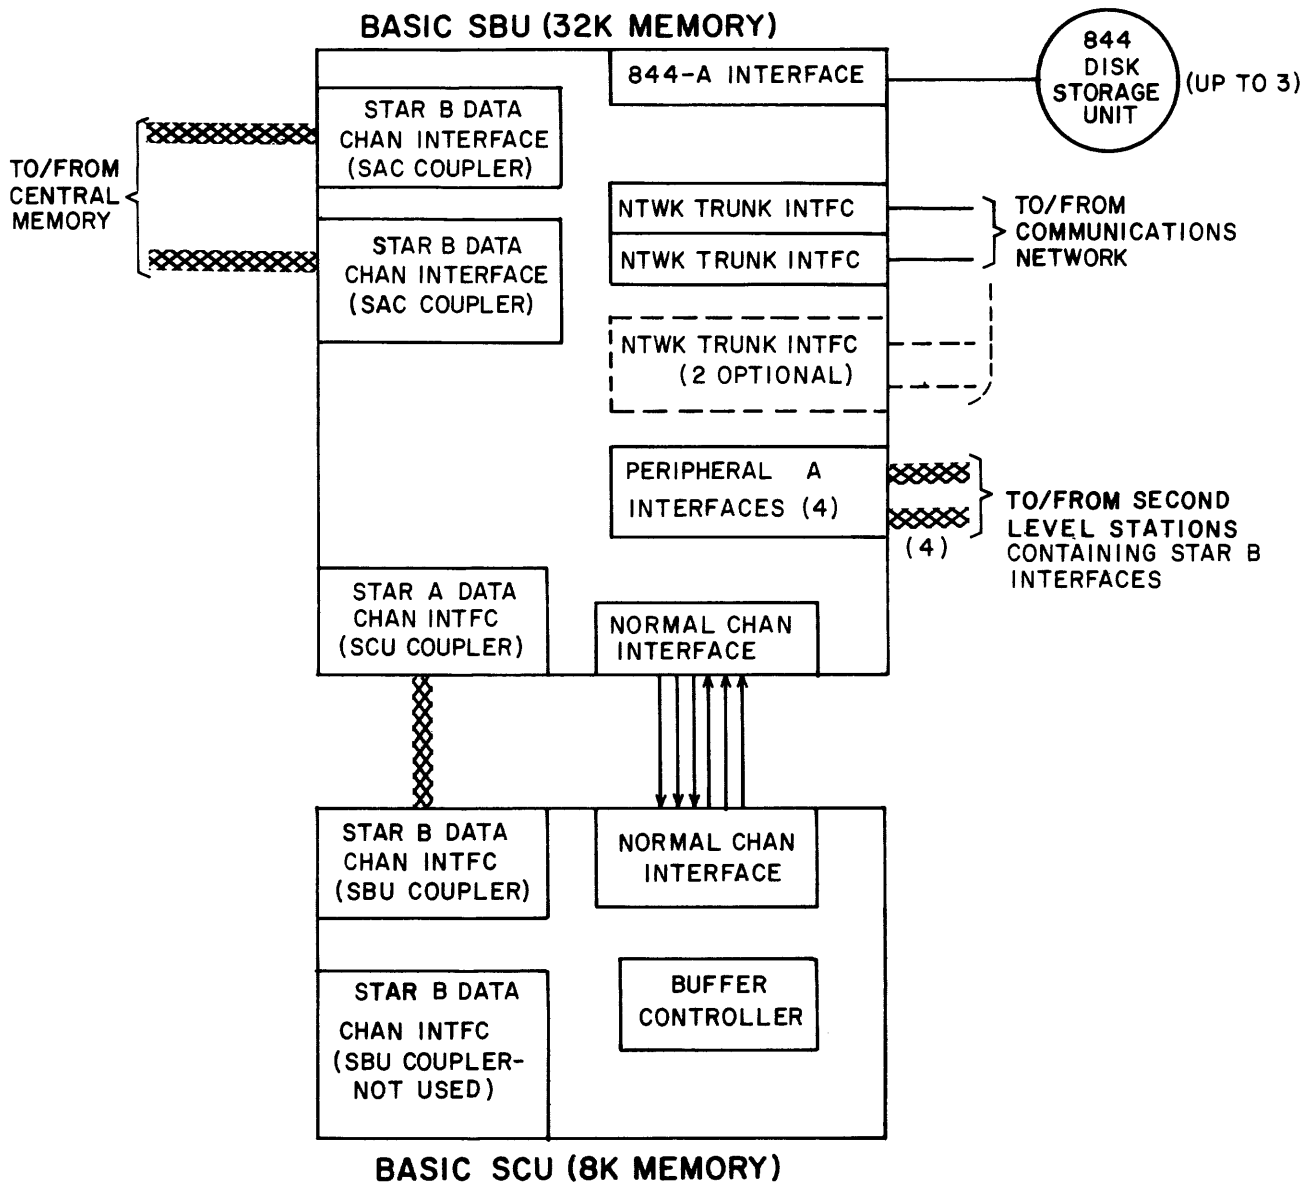 BASIC SBU (32K MEMORY)
844-A INTERFACE
844
DISK
STORAGE
UNIT
(UP TO 3)
STAR B DATA
CHAN INTERFACE
(SAC COUPLER)
TO/FROM
CENTRAL
MEMORY
STAR B DATA
CHAN INTERFACE
(SAC COUPLER)
NTWK TRUNK INTFC
NTWK TRUNK INTFC
TO/FROM
COMMUNICATIONS
NETWORK
NTWK TRUNK INTFC
(2 OPTIONAL)
PERIPHERAL A
INTERFACES (4)
(4)
TO/FROM SECOND
LEVEL STATIONS
CONTAINING STAR B
INTERFACES
STAR A DATA
CHAN INTFC
(SCU COUPLER)
NORMAL CHAN
INTERFACE
STAR B DATA
CHAN INTFC
(SBU COUPLER)
NORMAL CHAN
INTERFACE
STAR B DATA
CHAN INTFC
(SBU COUPLER-
NOT USED)
BUFFER
CONTROLLER
BASIC SCU (8K MEMORY)